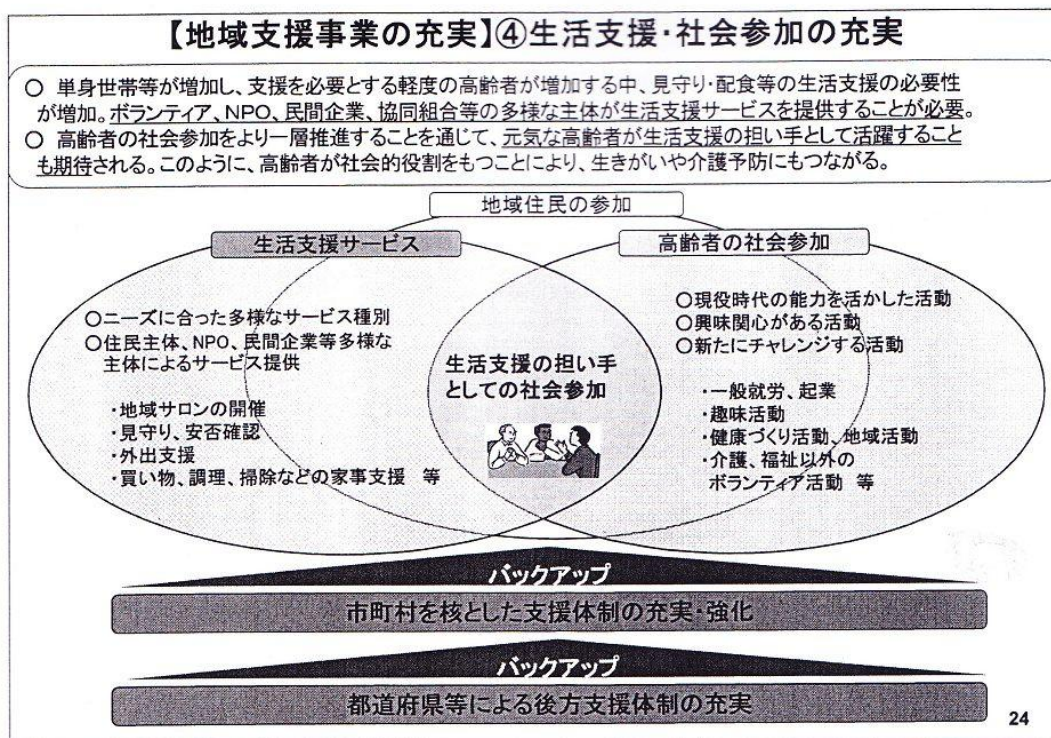 【地域支援事業の充実】④生活支援・社会参加の充実
○ 単身世帯等が増加し、支援を必要とする軽度の高齢者が増加する中、見守り・配食等の生活支援の必要性
が増加。ボランティア、NPO、民間企業、協同組合等の多様な主体が生活支援サービスを提供することが必要。
○ 高齢者の社会参加をより一層推進することを通じて、元気な高齢者が生活支援の担い手として活躍すること
も期待される。このように、高齢者が社会的役割をもつことにより、生きがいや介護予防にもつながる。
地域住民の参加
生活支援サービス
高齢者の社会参加
○ニーズに合った多様なサービス種別
○住民主体、NPO、民間企業等多様な
主体によるサービス提供
・地域サロンの開催
・見守り、安否確認
・外出支援
・買い物、調理、掃除などの家事支援 等
生活支援の担い手
としての社会参加
○現役時代の能力を活かした活動
○興味関心がある活動
○新たにチャレンジする活動
・一般就労、起業
・趣味活動
・健康づくり活動、地域活動
・介護、福祉以外の
ボランティア活動 等
バックアップ
市町村を核とした支援体制の充実・強化
バックアップ
都道府県等による後方支援体制の充実
24